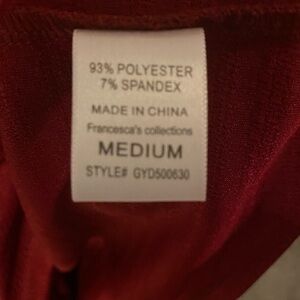 93% POLYESTER
7% SPANDEX
MADE IN CHINA
Francesca's collections
MEDIUM
STYLE# GYD500630